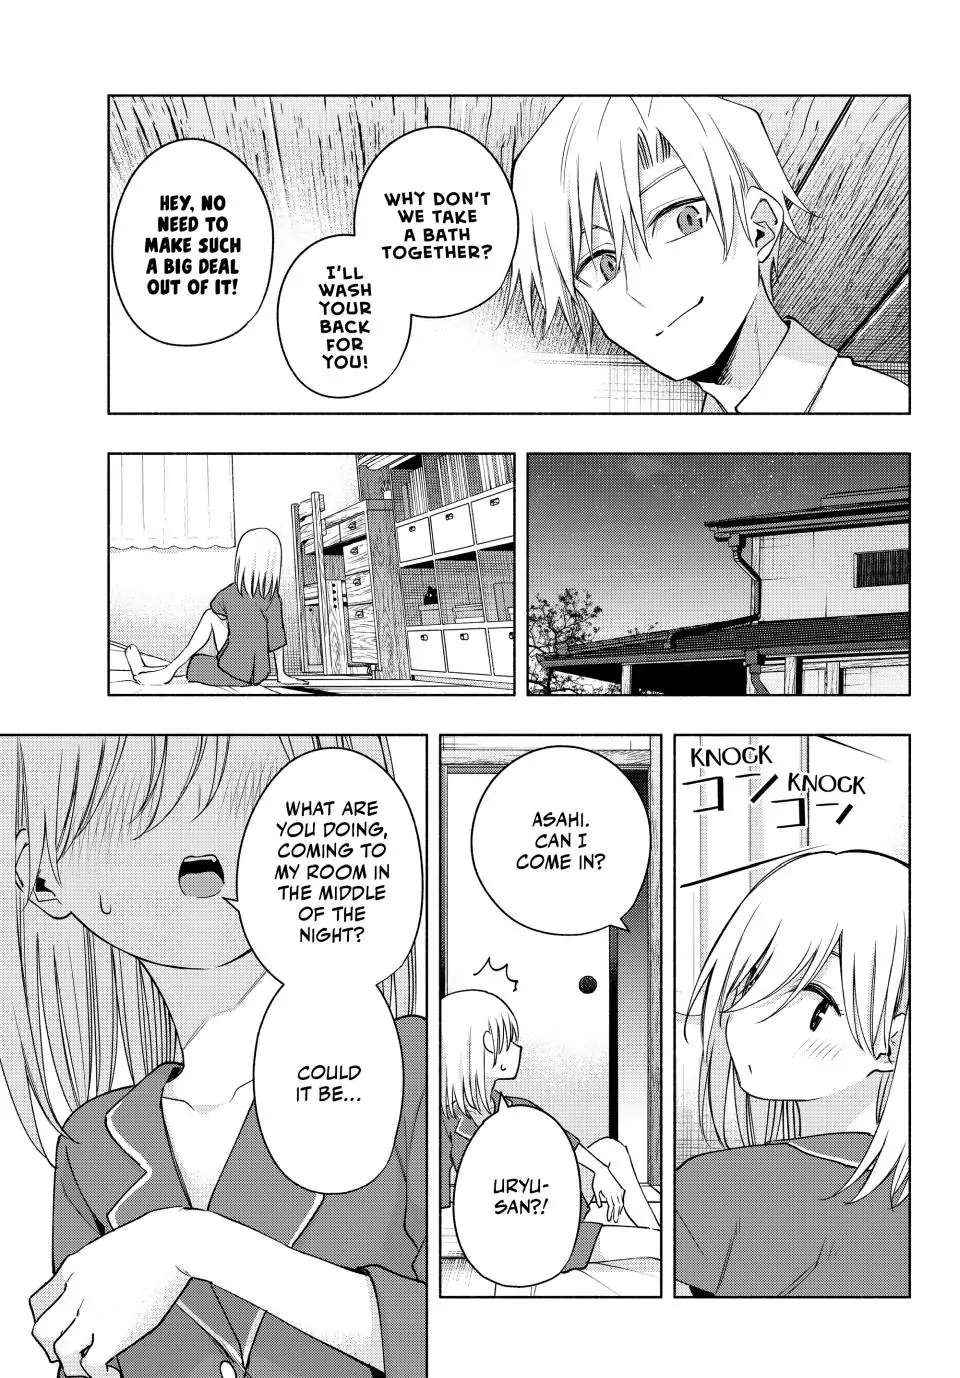 WHY DON'T
WE TAKE
A BATH
TOGETHER?
I'LL
WASH
YOUR
BACK
FOR
YOU!
HEY, NO
NEED TO
MAKE SUCH
A BIG DEAL
OUT OF IT!
KNOCK
コンコン
KNOCK
ASAHI.
CAN I
COME IN?
URYU-
SAN?!
WHAT ARE
YOU DOING,
COMING TO
MY ROOM IN
THE MIDDLE
OF THE
NIGHT?
COULD
IT BE...